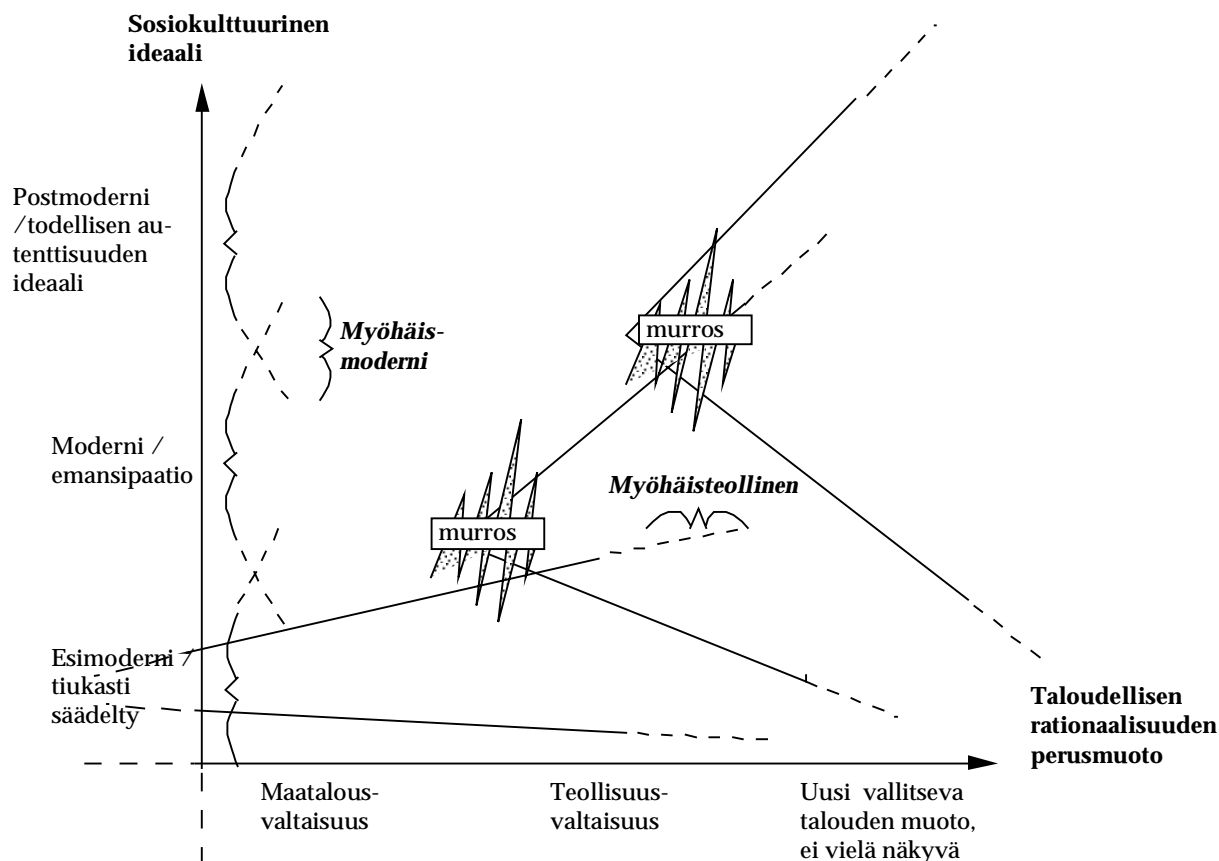 Sosiokulttuurinen
ideaali
Postmoderni
/todellisen au-
tenttisuuden
ideaali
Myöhäis-
moderni
murros
Moderni /
emansipaatio
Myöhäisteollinen
murros
Esimoderni /
tiukasti
säädelty
Taloudellisen
rationaalisuuden
perusmuoto
Maatalous-
valtaisuus
Teollisuus-
valtaisuus
Uusi vallitseva
talouden muoto,
ei vielä näkyvä